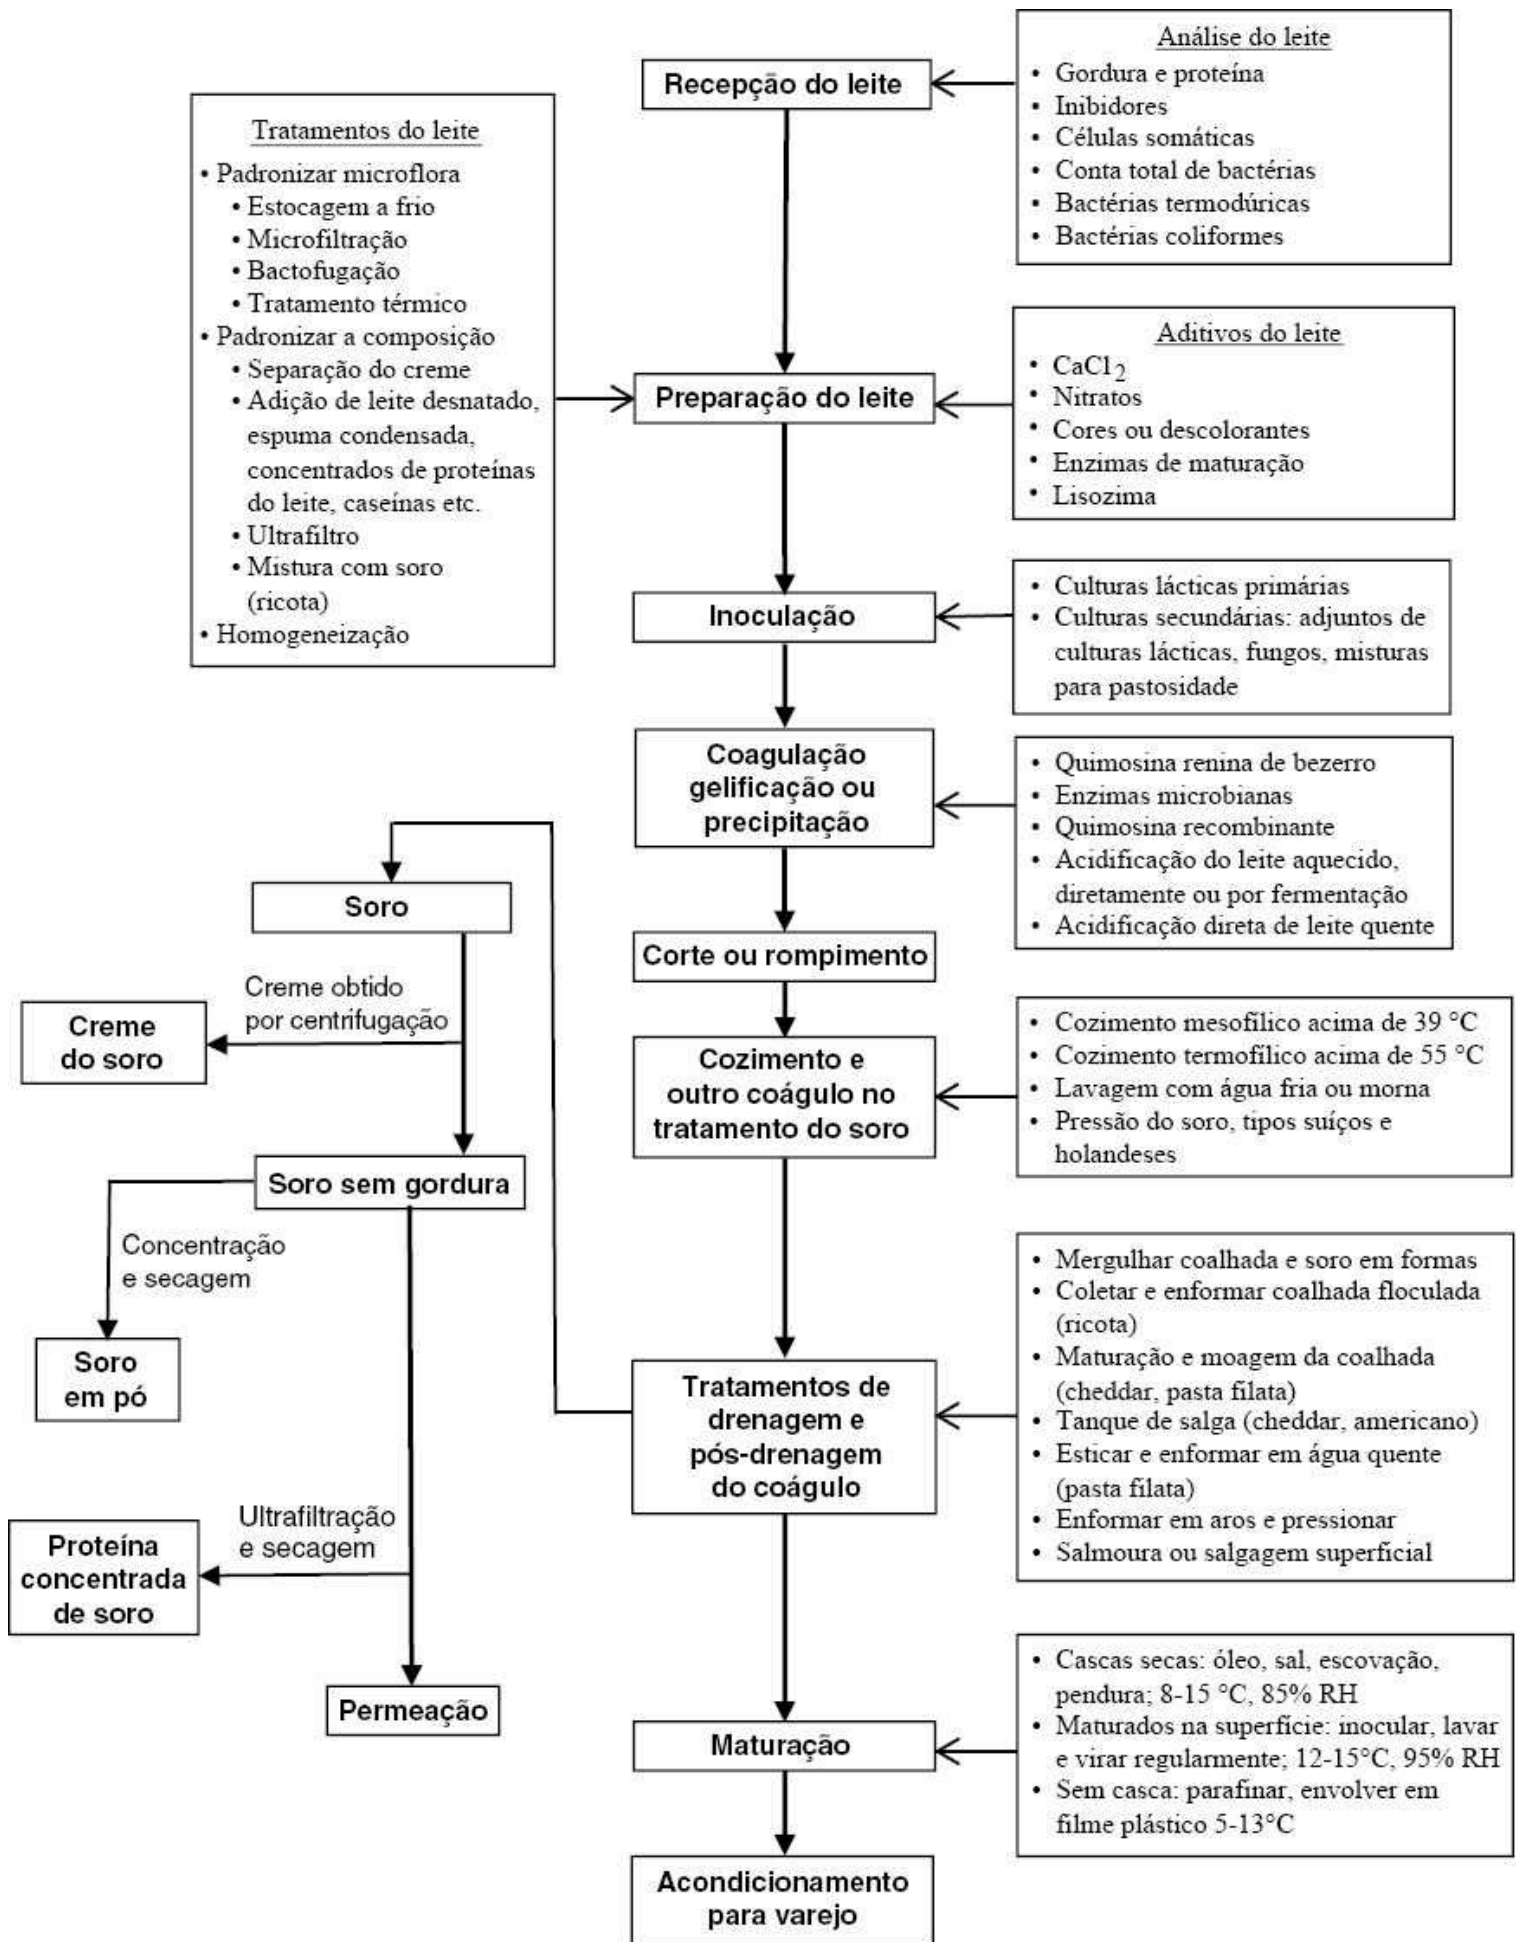 Recepção do leite
Análise do leite
• Gordura e proteína
• Inibidores
• Células somáticas
• Conta total de bactérias
• Bactérias termodúricas
• Bactérias coliformes
Tratamentos do leite
• Padronizar microflora
• Estocagem a frio
• Microfiltração
• Bactofugação
• Tratamento térmico
• Padronizar a composição
• Separação do creme
• Adição de leite desnatado,
espuma condensada,
concentrados de proteínas
do leite, caseínas etc.
• Ultrafiltro
• Mistura com soro
(ricota)
• Homogeneização
Preparação do leite
Aditivos do leite
• CaCl2
• Nitratos
• Cores ou descolorantes
• Enzimas de maturação
• Lisozima
Inoculação
• Culturas lácticas primárias
• Culturas secundárias: adjuntos de
culturas lácticas, fungos, misturas
para pastosidade
Coagulação
gelificação ou
precipitação
• Quimosina renina de bezerro
• Enzimas microbianas
• Quimosina recombinante
• Acidificação do leite aquecido,
diretamente ou por fermentação
• Acidificação direta de leite quente
Corte ou rompimento
Cozimento e
outro coágulo no
tratamento do soro
• Cozimento mesofílico acima de 39 °C
• Cozimento termofílico acima de 55 °C
• Lavagem com água fria ou morna
• Pressão do soro, tipos suíços e
holandeses
Tratamentos de
drenagem e
pós-drenagem
do coágulo
• Mergulhar coalhada e soro em formas
• Coletar e enformar coalhada floculada
(ricota)
• Maturação e moagem da coalhada
(cheddar, pasta filata)
• Tanque de salga (cheddar, americano)
• Esticar e enformar em água quente
(pasta filata)
• Enformar em aros e pressionar
• Salmoura ou salgagem superficial
Soro
Creme obtido
por centrifugação
Creme
do soro
Soro sem gordura
Concentração
e secagem
Soro
em pó
Ultrafiltração
e secagem
Proteína
concentrada
de soro
Permeação
Maturação
• Cascas secas: óleo, sal, escovação,
pendura; 8-15 °C, 85% RH
• Maturados na superfície: inocular, lavar
e virar regularmente; 12-15°C, 95% RH
• Sem casca: parafinar, envolver em
filme plástico 5-13°C
Acondicionamento
para varejo